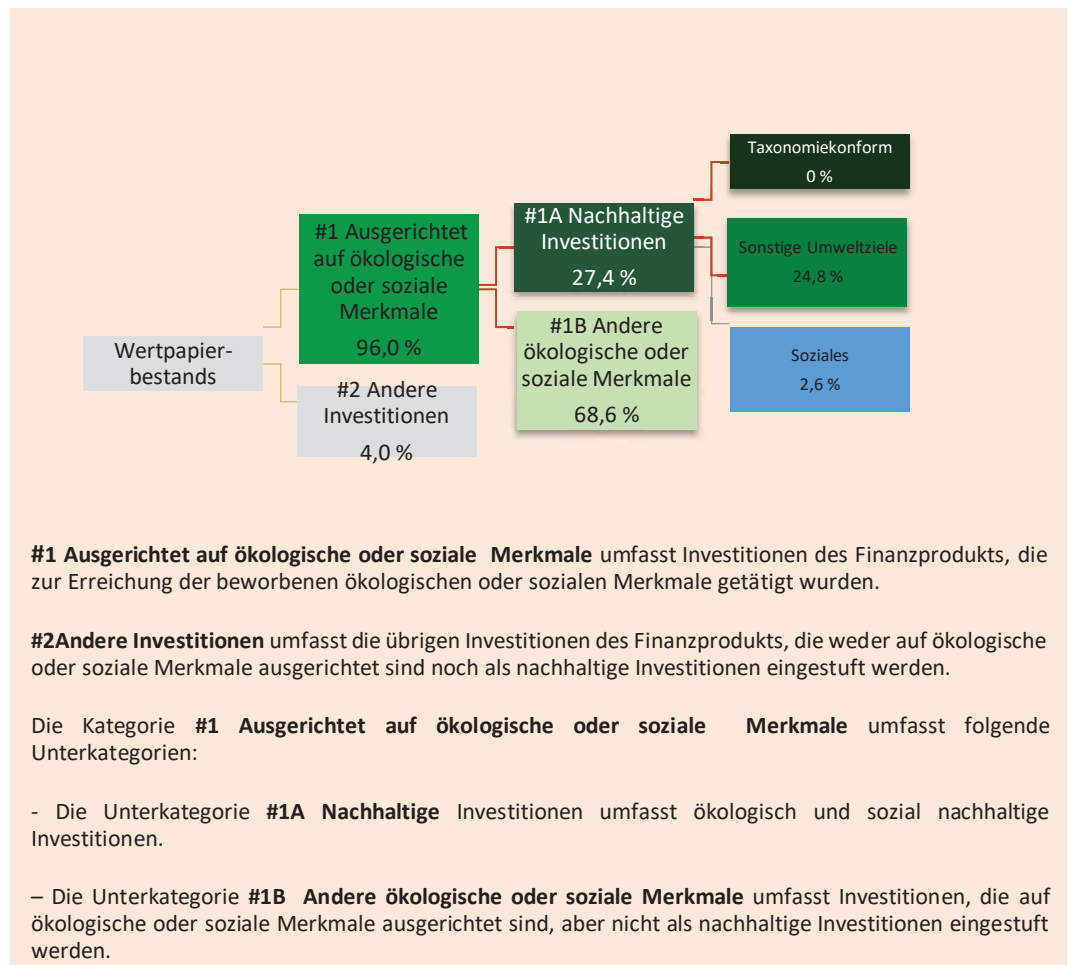 Taxonomiekonform
0 %
#1A Nachhaltige
Investitionen
27,4 %
#1 Ausgerichtet
auf ökologische
oder soziale
Merkmale
96,0 %
Sonstige Umweltziele
24,8 %
#1B Andere
ökologische oder
soziale Merkmale
68,6 %
Wertpapier-
bestands
Soziales
2,6 %
#2 Andere
Investitionen
4,0 %
#1 Ausgerichtet auf ökologische oder soziale Merkmale umfasst Investitionen des Finanzprodukts, die
zur Erreichung der beworbenen ökologischen oder sozialen Merkmale getätigt wurden.
#2Andere Investitionen umfasst die übrigen Investitionen des Finanzprodukts, die weder auf ökologische
oder soziale Merkmale ausgerichtet sind noch als nachhaltige Investitionen eingestuft werden.
Die Kategorie #1 Ausgerichtet auf ökologische oder soziale Merkmale umfasst folgende
Unterkategorien:
- Die Unterkategorie #1A Nachhaltige Investitionen umfasst ökologisch und sozial nachhaltige
Investitionen.
– Die Unterkategorie #1B Andere ökologische oder soziale Merkmale umfasst Investitionen, die auf
ökologische oder soziale Merkmale ausgerichtet sind, aber nicht als nachhaltige Investitionen eingestuft
werden.